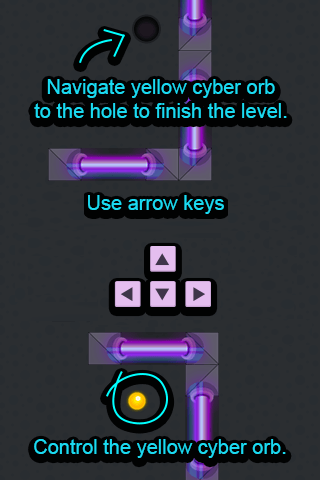 Navigate yellow cyber orb
to the hole to finish the level.
Use arrow keys
Control the yellow cyber orb.